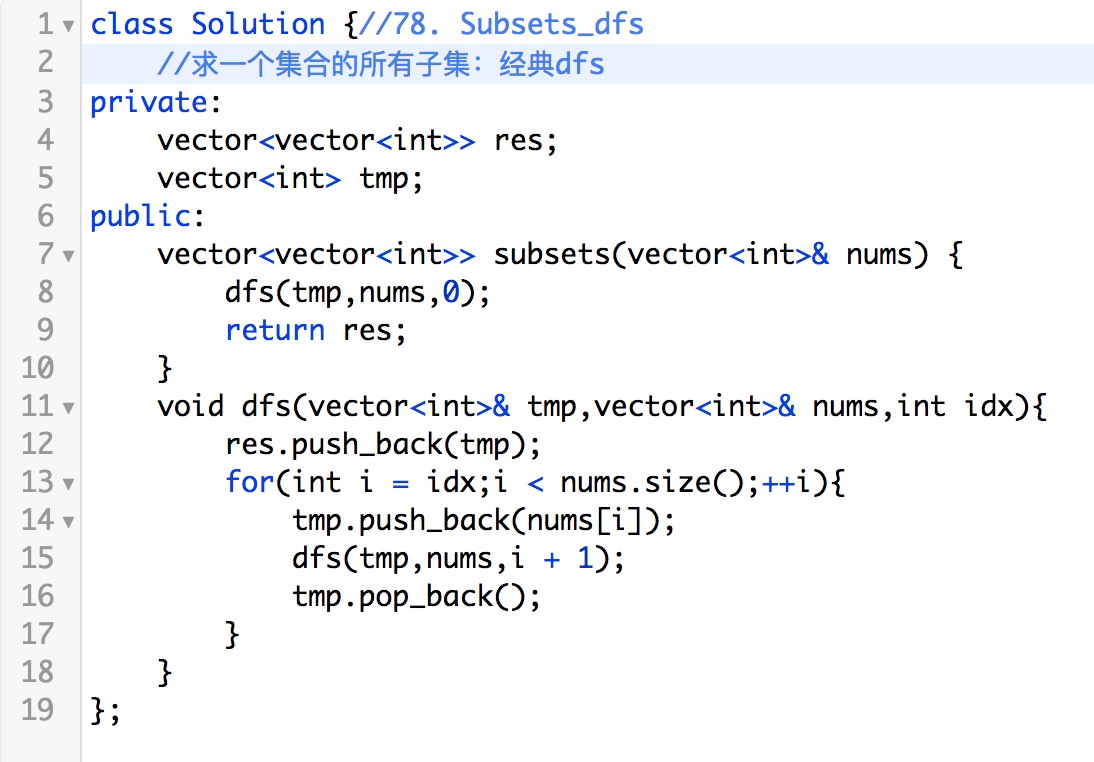 1 class Solution {//78. Subsets_dfs
2     //求一个集合的所有子集：经典dfs
3 private:
4     vector<vector<int>> res;
5     vector<int> tmp;
6 public:
7     vector<vector<int>> subsets(vector<int>& nums) {
8         dfs(tmp,nums,0);
9         return res;
10     }
11     void dfs(vector<int>& tmp,vector<int>& nums,int idx){
12         res.push_back(tmp);
13         for(int i = idx;i < nums.size();++i){
14             tmp.push_back(nums[i]);
15             dfs(tmp,nums,i + 1);
16             tmp.pop_back();
17         }
18     }
19 };